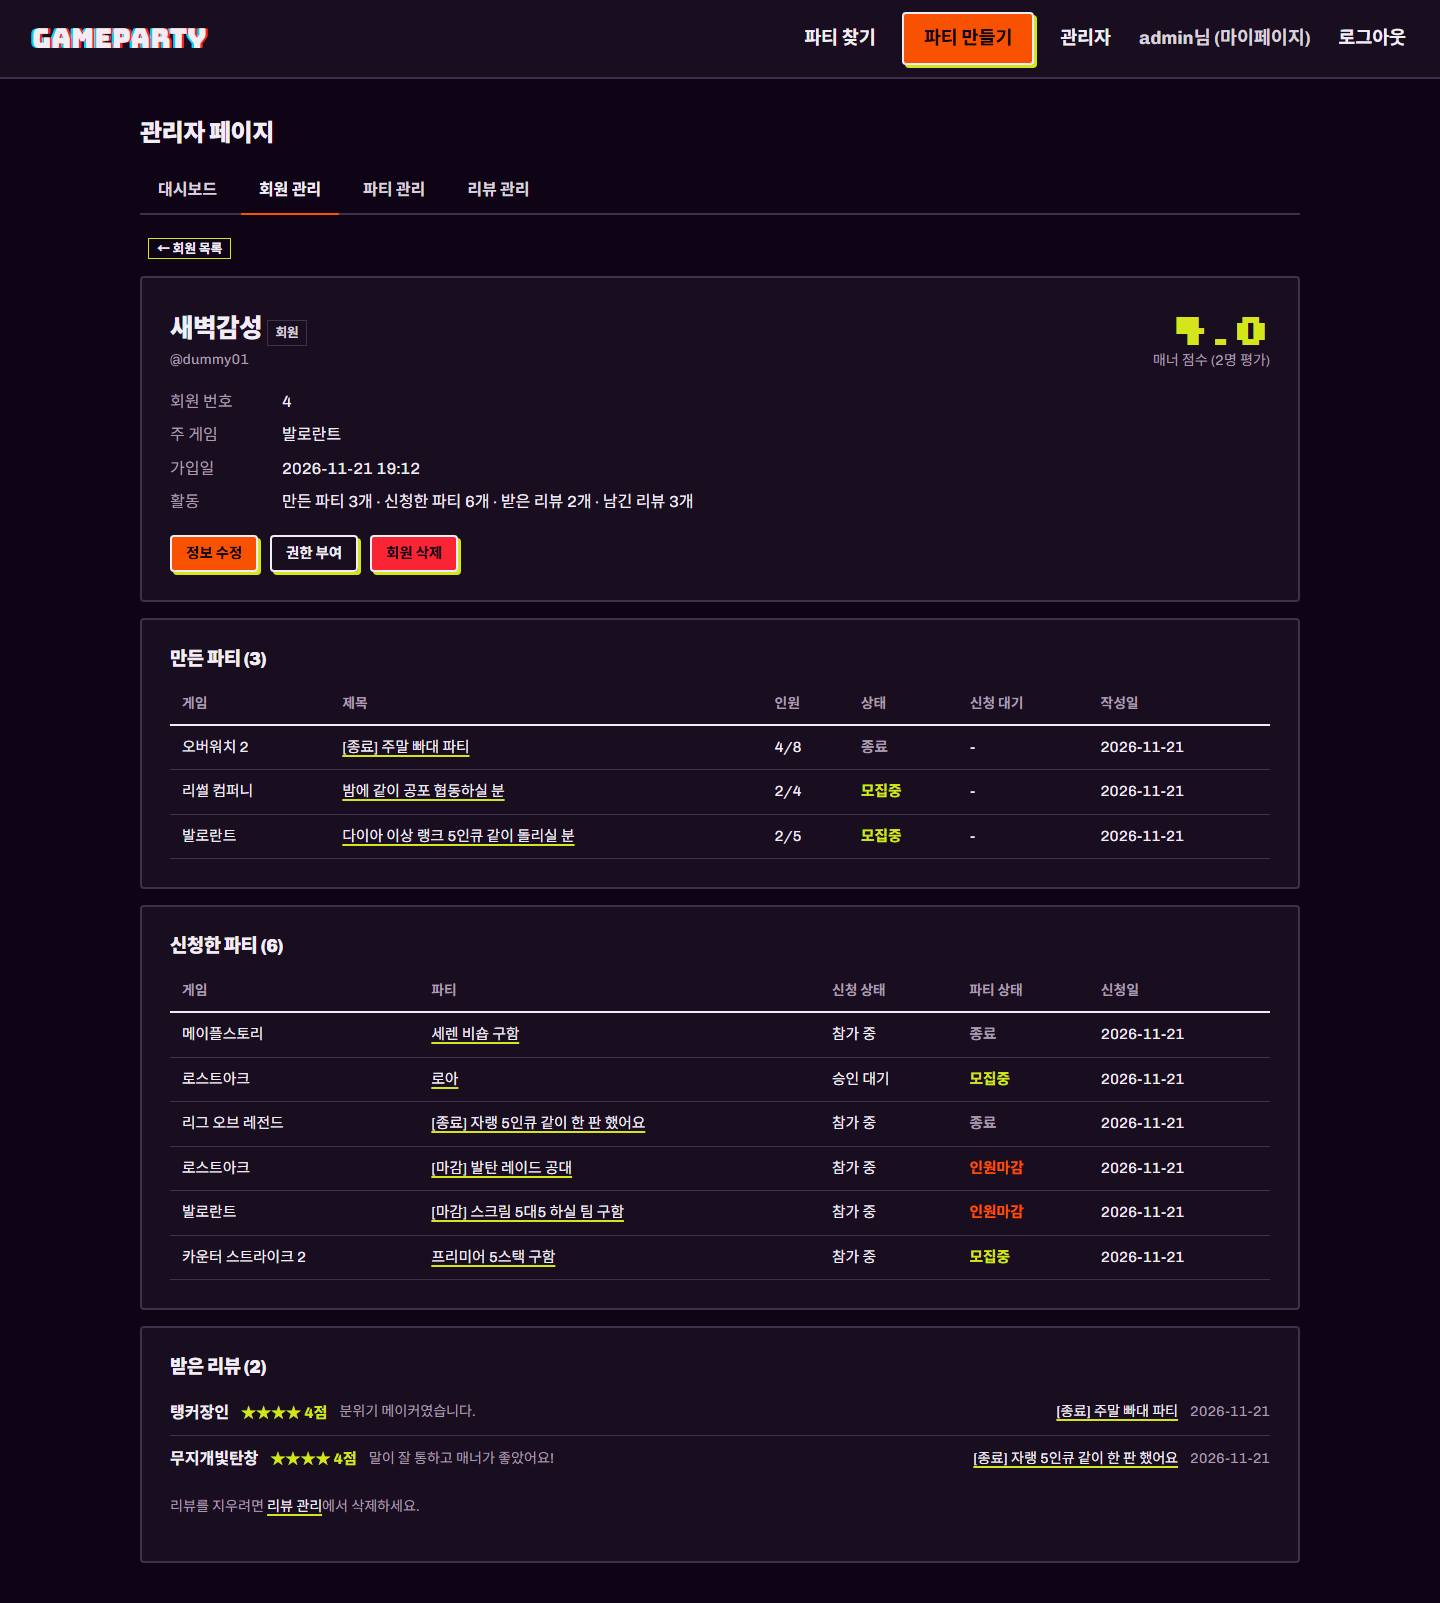 GAMEPARTY 파티 찾기 파티 만들기 관리자 admin님 (마이페이지) 로그아웃
관리자 페이지
대시보드 회원 관리 파티 관리 리뷰 관리
← 회원 목록
새벽감성 회원 4.0
@dummy01 매너 점수 (2명 평가)
회원 번호 4
주 게임 발로란트
가입일 2026-11-21 19:12
활동 만든 파티 3개 · 신청한 파티 6개 · 받은 리뷰 2개 · 남긴 리뷰 3개
정보 수정 권한 부여 회원 삭제
만든 파티 (3)
게임 제목 인원 상태 신청 대기 작성일
오버워치 2 [종료] 주말 빠대 파티 4/8 종료 - 2026-11-21
리썰 컴퍼니 밤에 같이 공포 협동하실 분 2/4 모집중 - 2026-11-21
발로란트 다이아 이상 랭크 5인큐 같이 돌리실 분 2/5 모집중 - 2026-11-21
신청한 파티 (6)
게임 파티 신청 상태 파티 상태 신청일
메이플스토리 세렌 비숍 구함 참가 중 종료 2026-11-21
로스트아크 로아 승인 대기 모집중 2026-11-21
리그 오브 레전드 [종료] 자랭 5인큐 같이 한 판 했어요 참가 중 종료 2026-11-21
로스트아크 [마감] 발탄 레이드 공대 참가 중 인원마감 2026-11-21
발로란트 [마감] 스크림 5대5 하실 팀 구함 참가 중 인원마감 2026-11-21
카운터 스트라이크 2 프리미어 5스택 구함 참가 중 모집중 2026-11-21
받은 리뷰 (2)
탱커장인 ★★★★ 4점 분위기 메이커였습니다. [종료] 주말 빠대 파티 2026-11-21
무지개빛탄창 ★★★★ 4점 말이 잘 통하고 매너가 좋았어요! [종료] 자랭 5인큐 같이 한 판 했어요 2026-11-21
리뷰를 지우려면 리뷰 관리에서 삭제하세요.